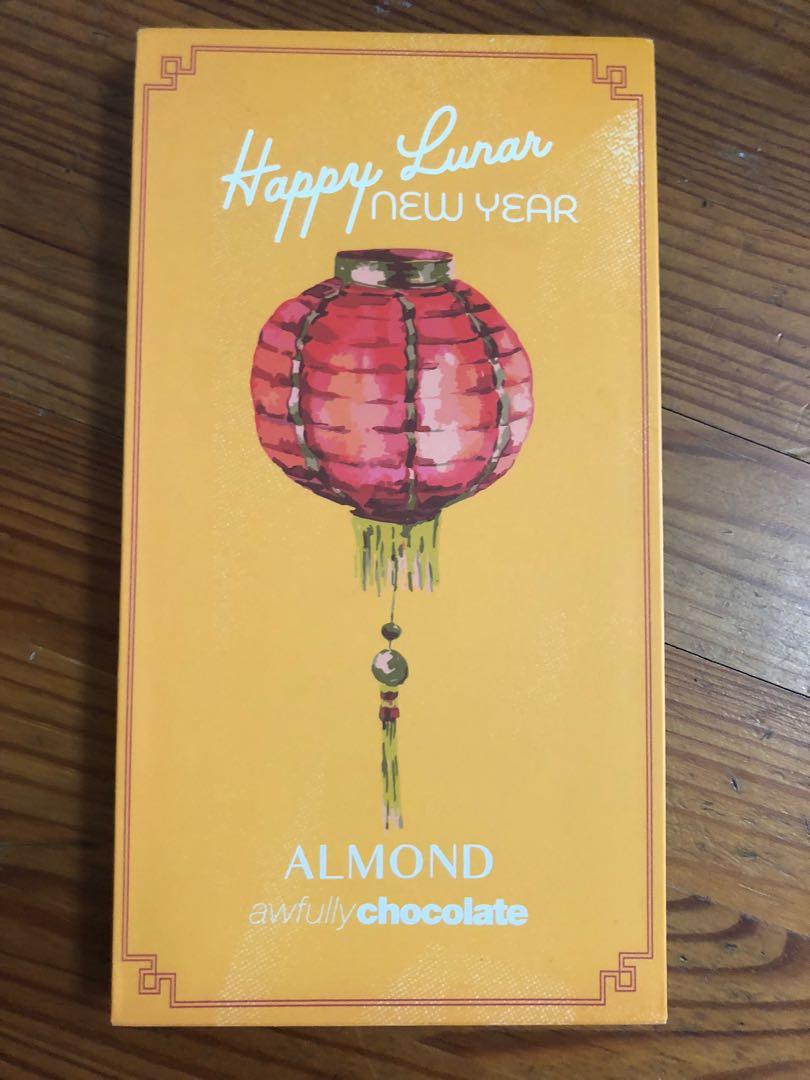 Happy Lunar
NEW YEAR
ALMOND
awfullychocolate